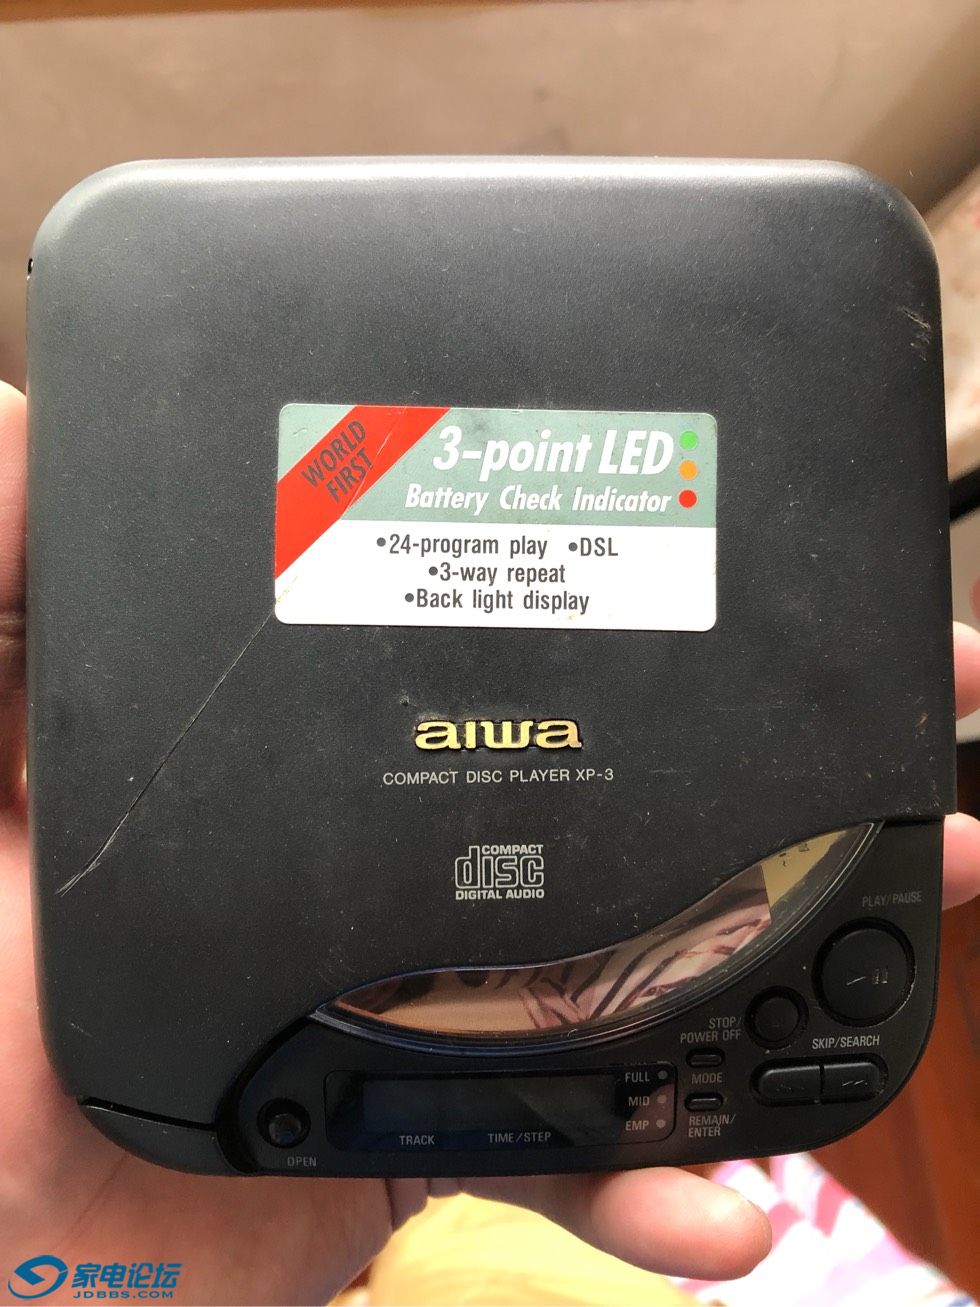 WORLD
FIRST
3-point LED
Battery Check Indicator
•24-program play •DSL
•3-way repeat
•Back light display
aiwa
COMPACT DISC PLAYER XP-3
COMPACT
disc
DIGITAL AUDIO
PLAY/PAUSE
STOP/
POWER OFF
SKIP/SEARCH
MODE
REMAIN/
ENTER
FULL
MID
EMP
TRACK TIME/STEP
OPEN
家电论坛
JDBBS.COM